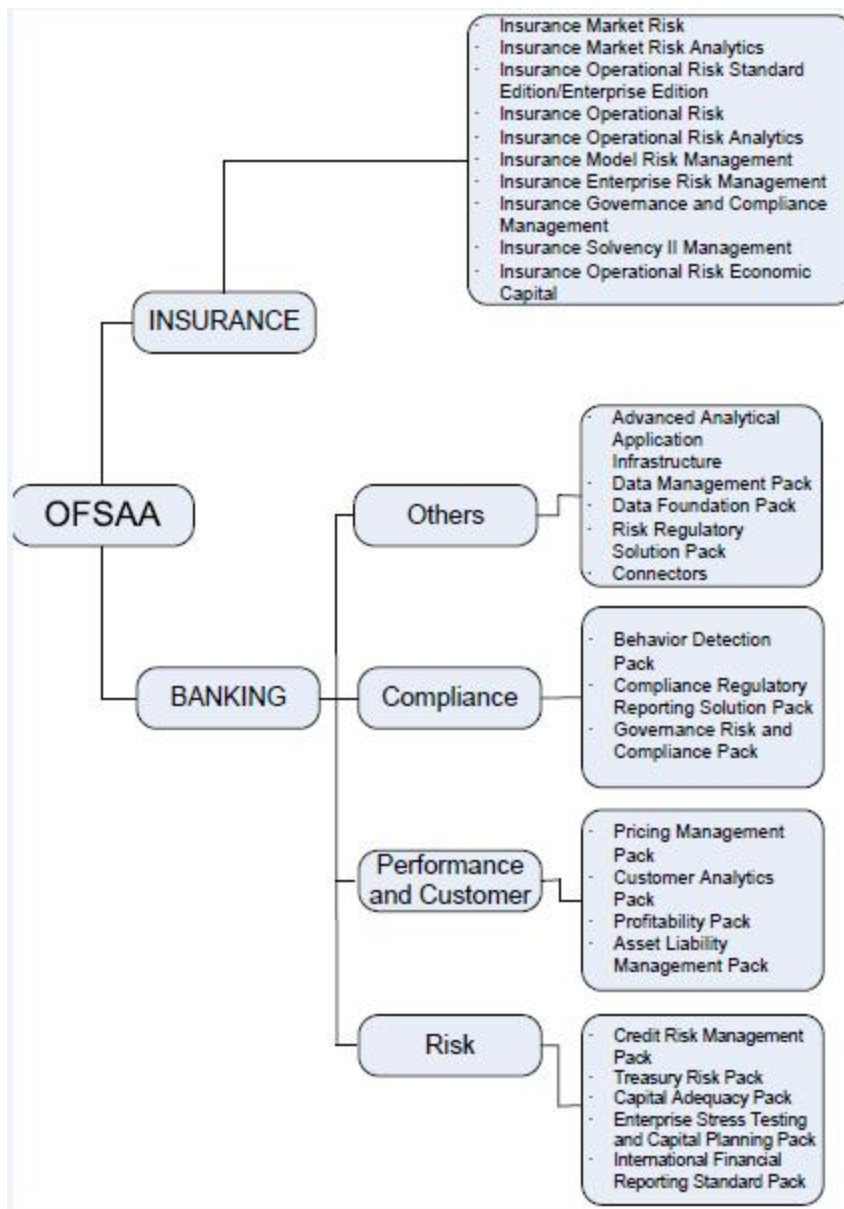 - Insurance Market Risk
- Insurance Market Risk Analytics
- Insurance Operational Risk Standard
Edition/Enterprise Edition
- Insurance Operational Risk
- Insurance Operational Risk Analytics
- Insurance Model Risk Management
- Insurance Enterprise Risk Management
- Insurance Governance and Compliance
Management
- Insurance Solvency II Management
- Insurance Operational Risk Economic
Capital
INSURANCE
OFSAA
BANKING
Others
- Advanced Analytical
Application
Infrastructure
- Data Management Pack
- Data Foundation Pack
- Risk Regulatory
Solution Pack
- Connectors
Compliance
- Behavior Detection
Pack
- Compliance Regulatory
Reporting Solution Pack
- Governance Risk and
Compliance Pack
Performance
and Customer
- Pricing Management
Pack
- Customer Analytics
Pack
- Profitability Pack
- Asset Liability
Management Pack
Risk
- Credit Risk Management
Pack
- Treasury Risk Pack
- Capital Adequacy Pack
- Enterprise Stress Testing
and Capital Planning Pack
- International Financial
Reporting Standard Pack